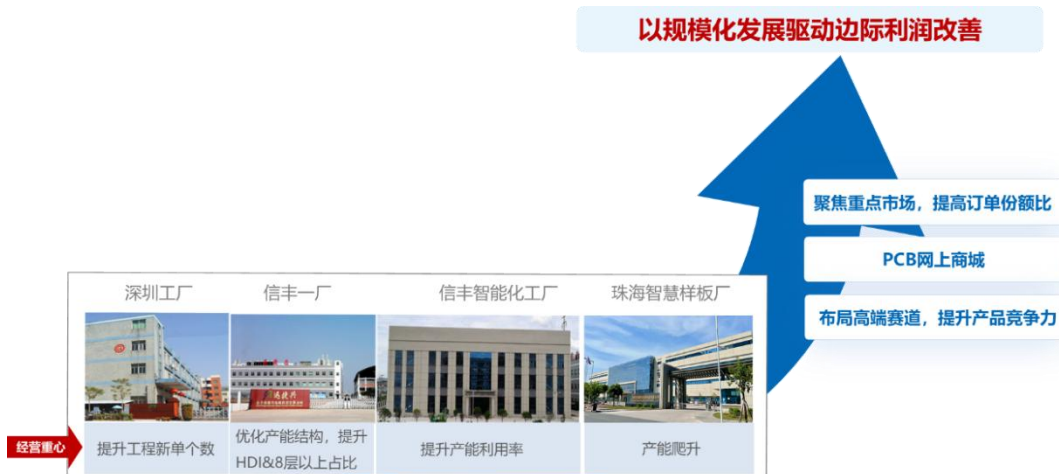 以规模化发展驱动边际利润改善
聚焦重点市场，提高订单份额比
PCB网上商城
布局高端赛道，提升产品竞争力
深圳工厂
信丰一厂
信丰智能化工厂
珠海智慧样板厂
经营重心
提升工程新单个数
优化产能结构，提升
HDI&8层以上占比
提升产能利用率
产能爬升